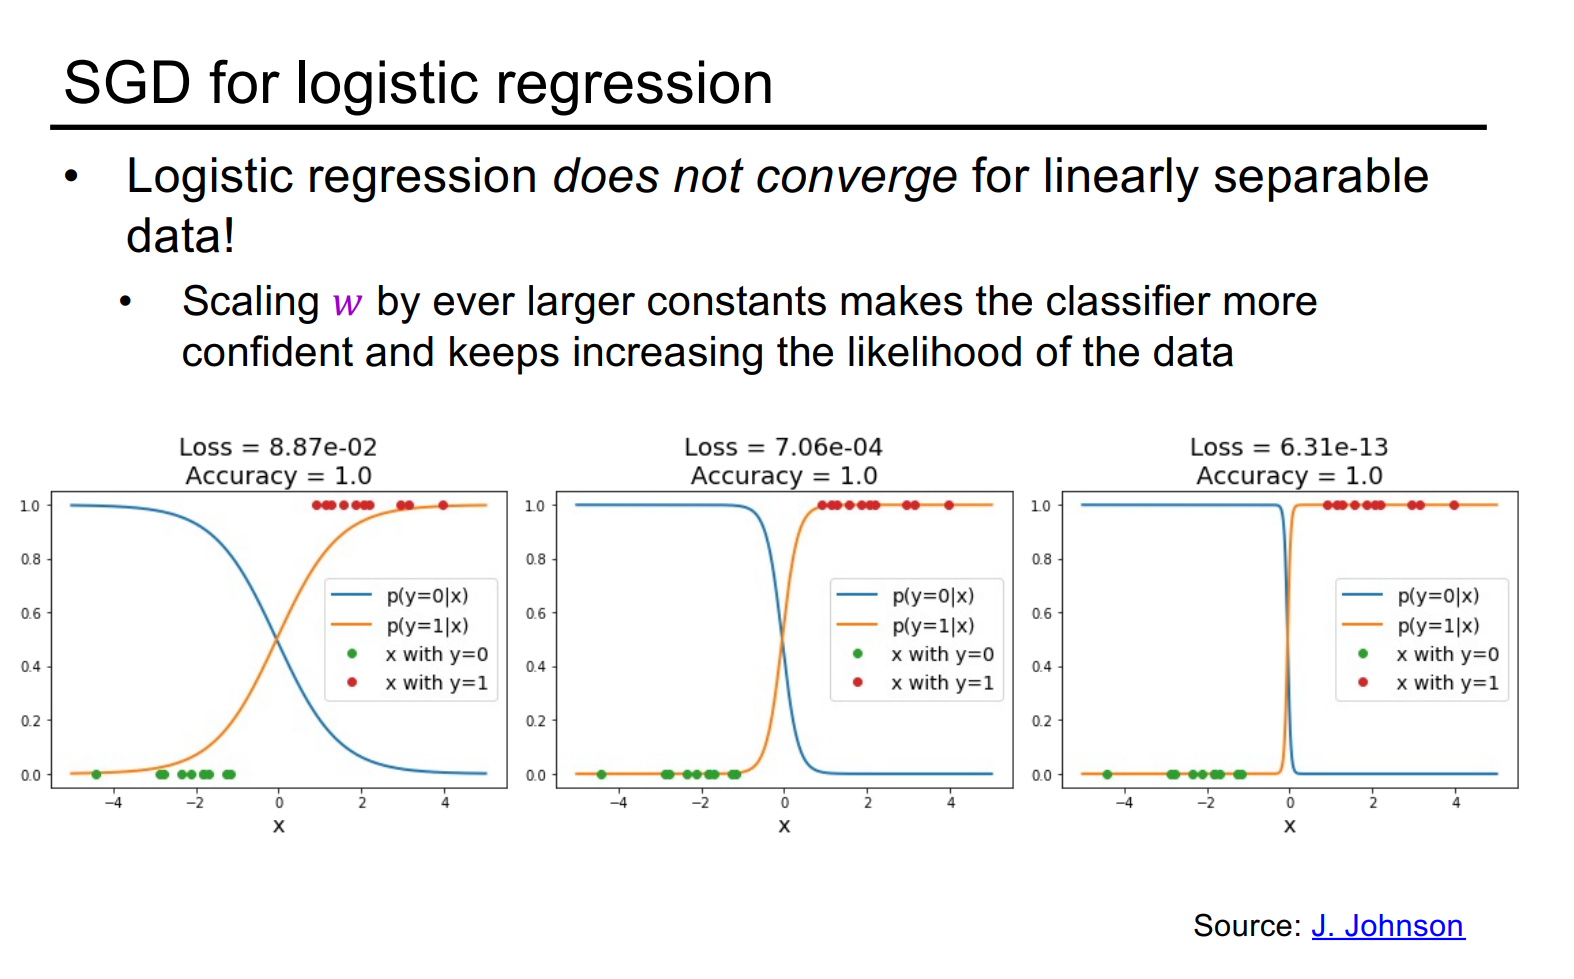 SGD for logistic regression
• Logistic regression does not converge for linearly separable
data!
• Scaling w by ever larger constants makes the classifier more
confident and keeps increasing the likelihood of the data
Loss = 8.87e-02
Accuracy = 1.0
1.0
0.8
0.6
0.4
0.2
0.0
p(y=0|x)
p(y=1|x)
x with y=0
x with y=1
−4 −2 0 2 4
x
Loss = 7.06e-04
Accuracy = 1.0
1.0
0.8
0.6
0.4
0.2
0.0
p(y=0|x)
p(y=1|x)
x with y=0
x with y=1
−4 −2 0 2 4
x
Loss = 6.31e-13
Accuracy = 1.0
1.0
0.8
0.6
0.4
0.2
0.0
p(y=0|x)
p(y=1|x)
x with y=0
x with y=1
−4 −2 0 2 4
x
Source: J. Johnson